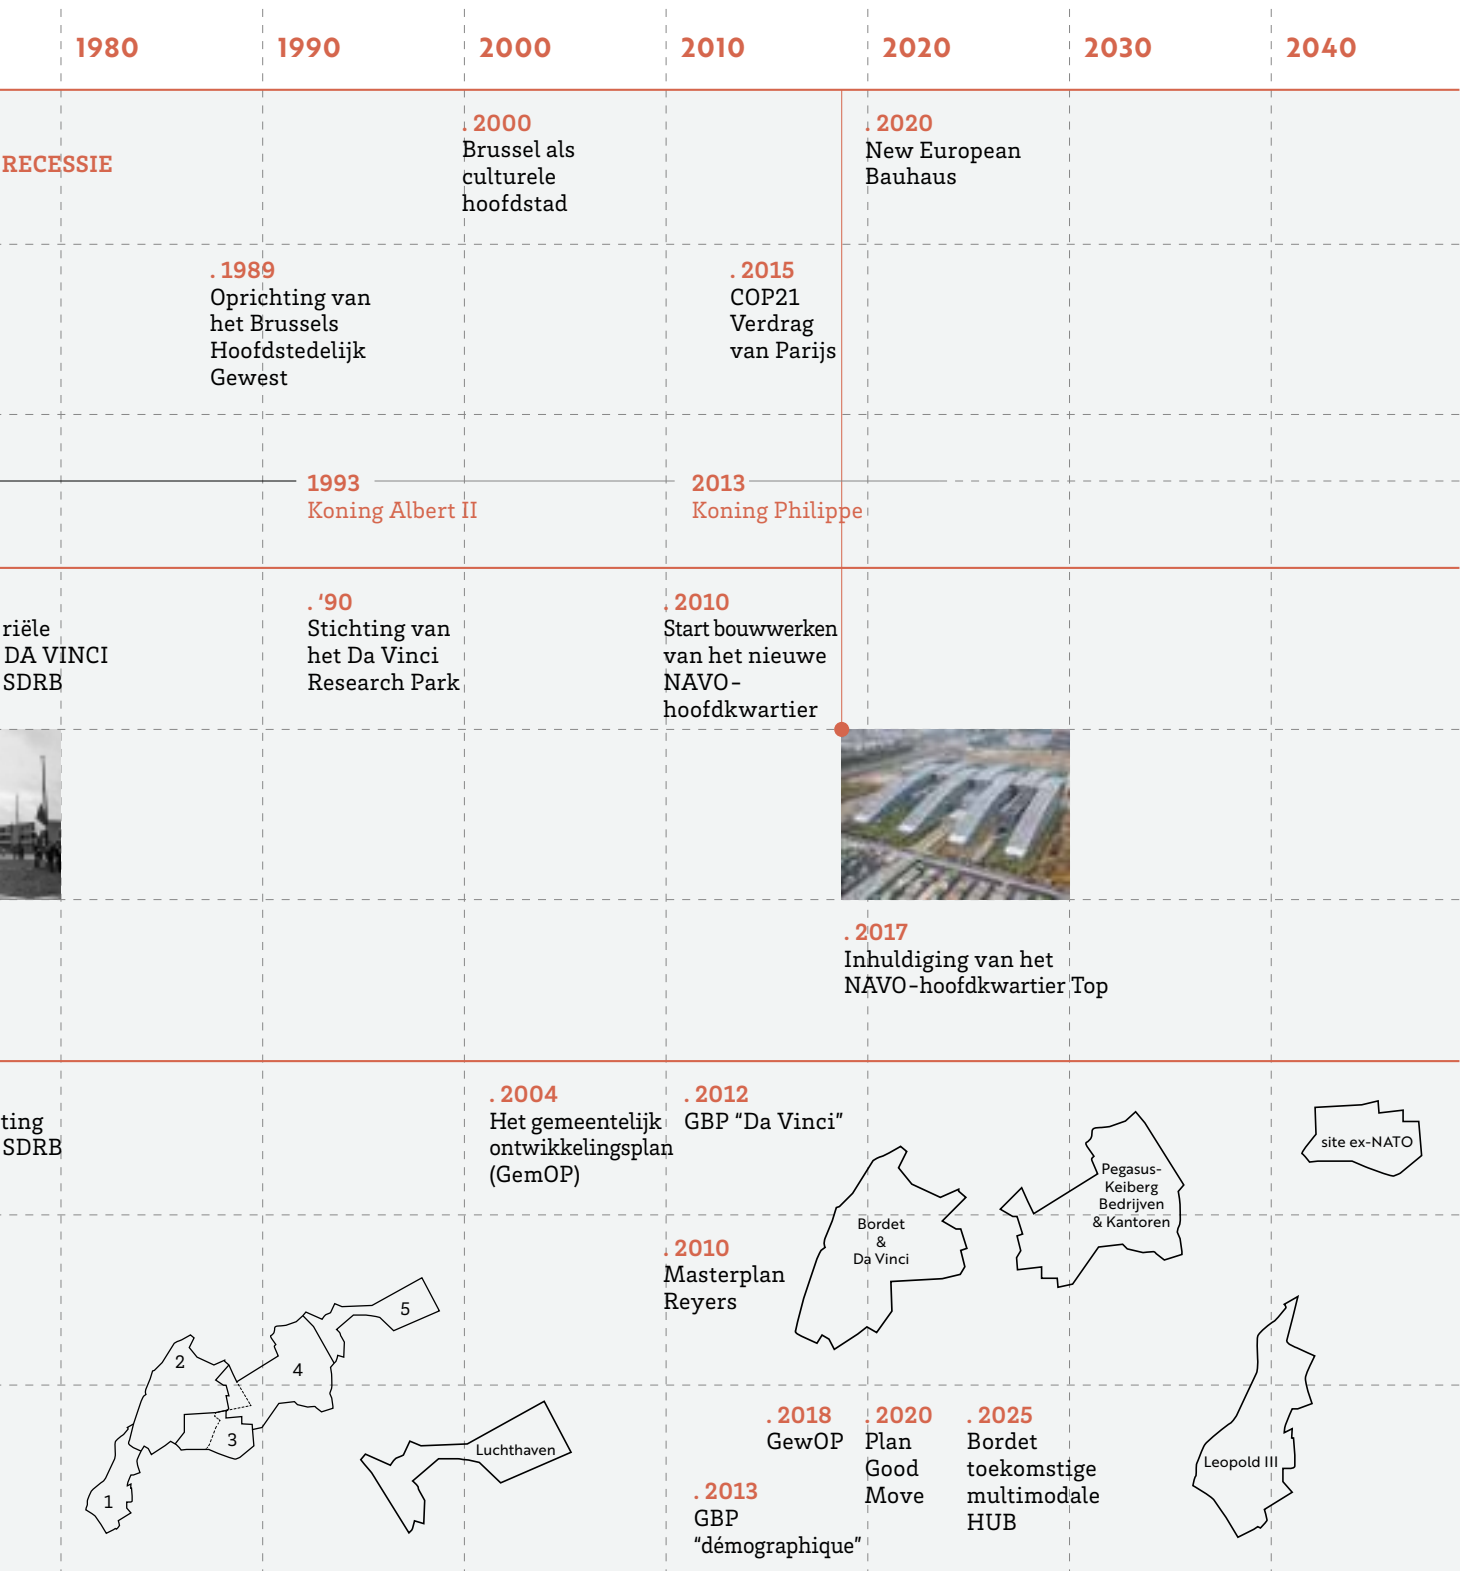 1980 1990 2000 2010 2020 2030 2040
RECESSIE
. 2000
Brussel als
culturele
hoofdstad
. 2020
New European
Bauhaus
. 1989
Oprichting van
het Brussels
Hoofdstedelijk
Gewest
. 2015
COP21
Verdrag
van Parijs
1993
Koning Albert II
2013
Koning Philippe
riële
DA VINCI
SDRB
. ‘90
Stichting van
het Da Vinci
Research Park
. 2010
Start bouwwerken
van het nieuwe
NAVO-
hoofdkwartier
. 2017
Inhuldiging van het
NAVO-hoofdkwartier Top
ting
SDRB
. 2004
Het gemeentelijk
ontwikkelingsplan
(GemOP)
. 2012
GBP “Da Vinci”
. 2010
Masterplan
Reyers
Bordet
&
Da Vinci
Pegasus-
Keiberg
Bedrijven
& Kantoren
site ex-NATO
5
2
4
3
1
Luchthaven
. 2018
GewOP
. 2020
Plan
Good
Move
. 2025
Bordet
toekomstige
multimodale
HUB
. 2013
GBP
“démographique”
Leopold III